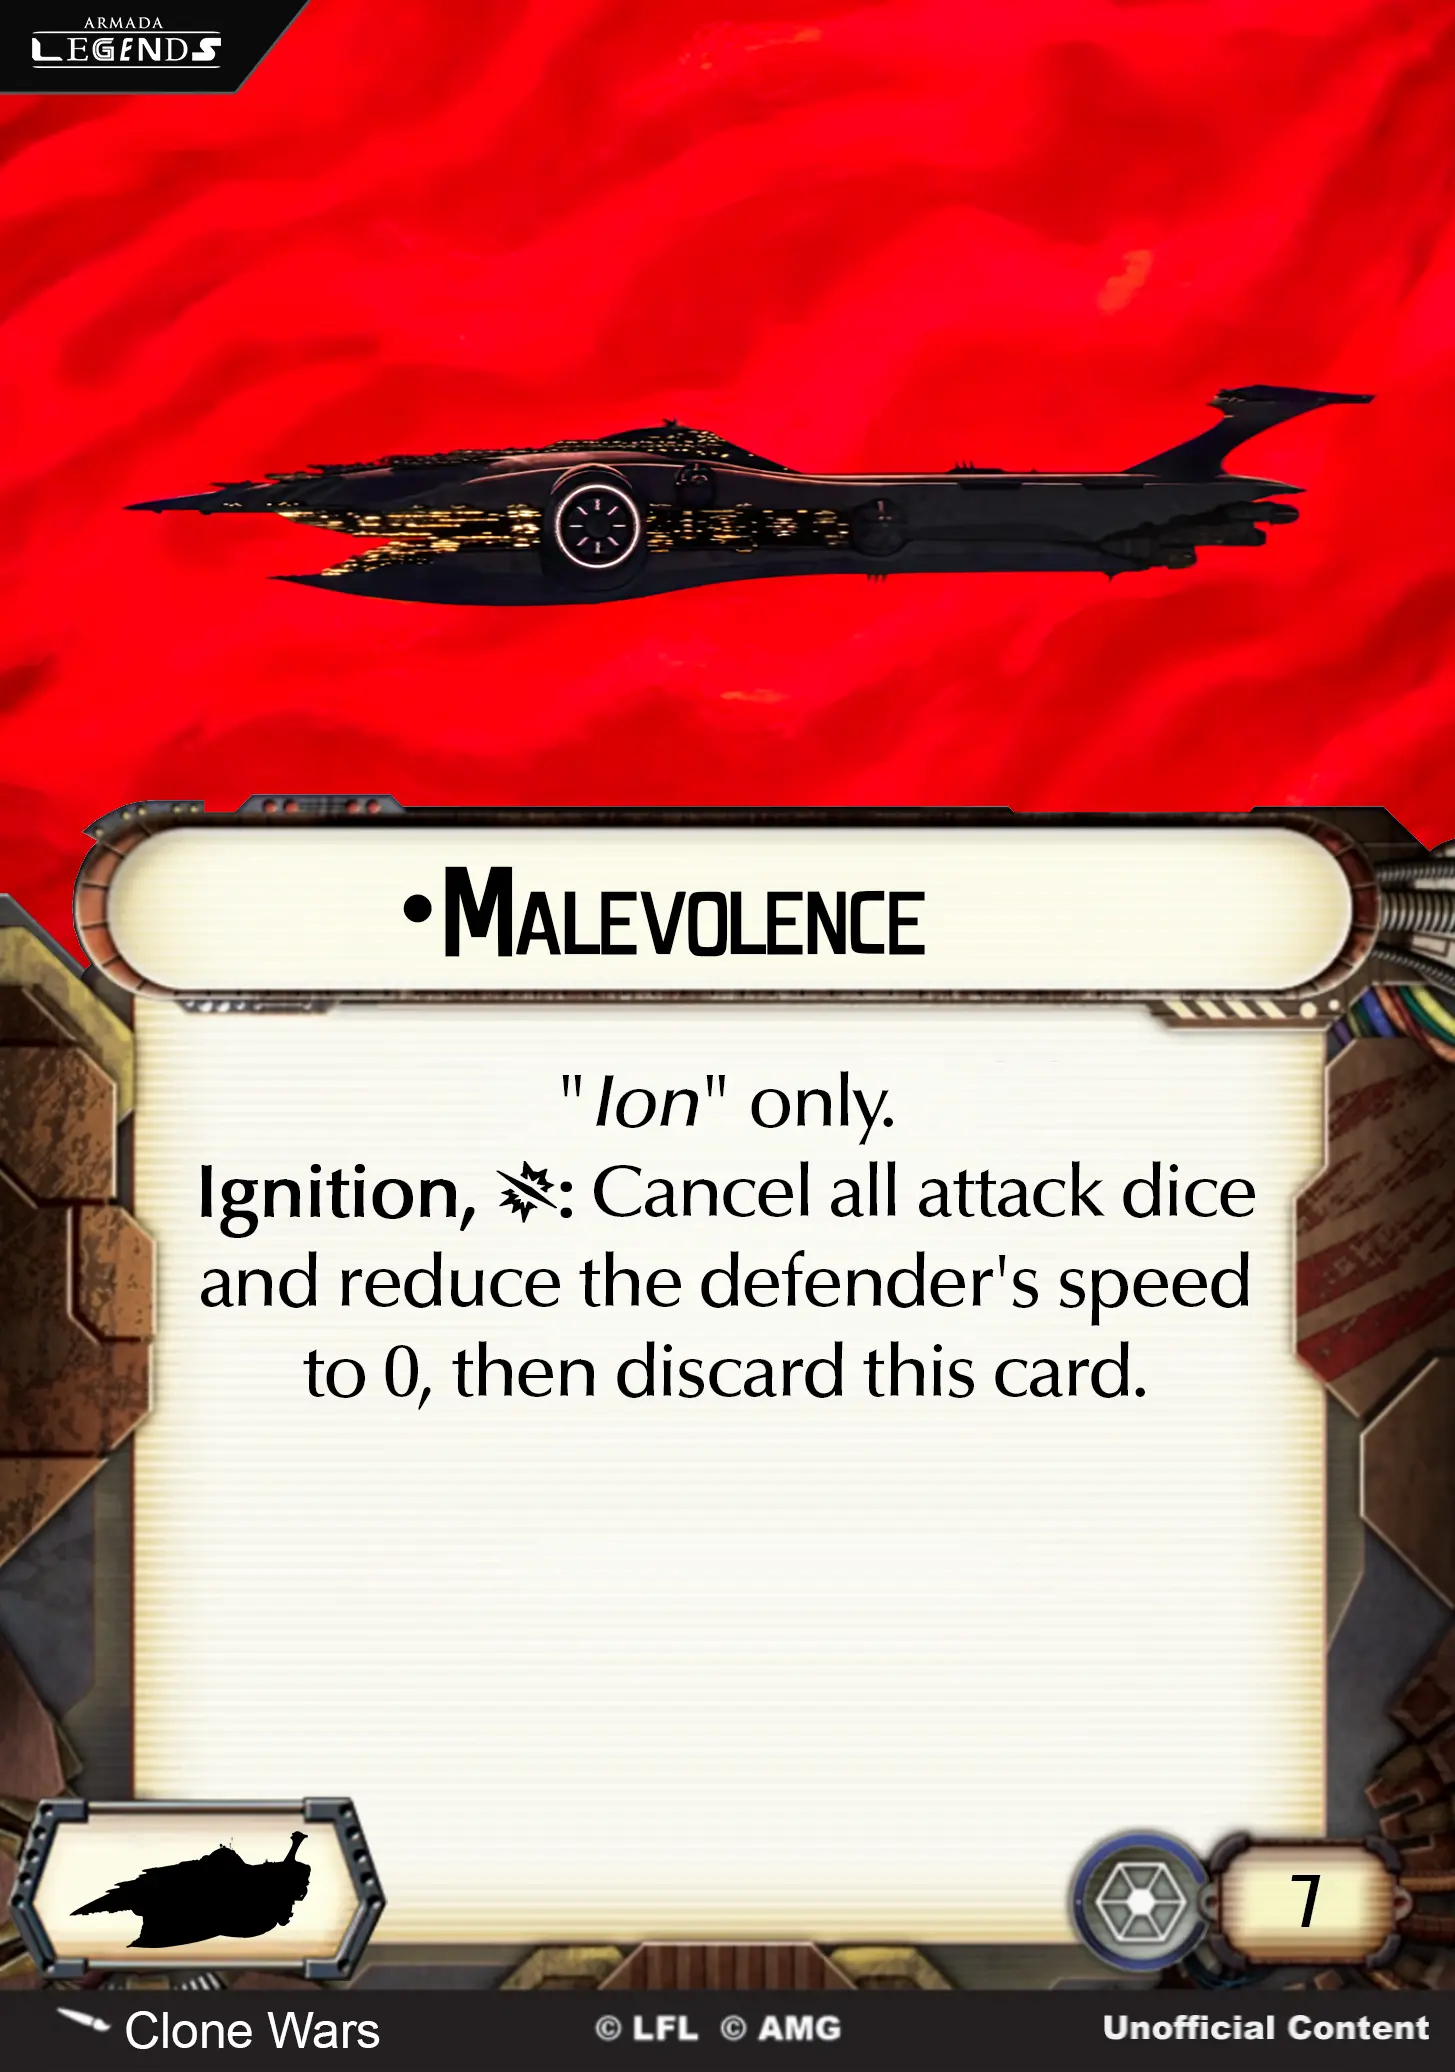 ARMADA
LEGENDS
•MALEVOLENCE
"Ion" only.
Ignition, : Cancel all attack dice
and reduce the defender's speed
to 0, then discard this card.
7
Clone Wars
© LFL © AMG
Unofficial Content